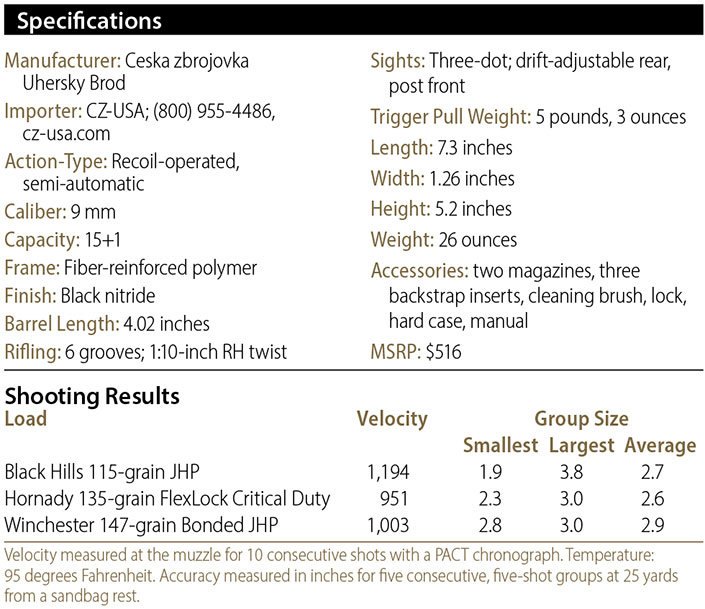 Specifications
Manufacturer: Ceska zbrojovka
Uhersky Brod
Importer: CZ-USA; (800) 955-4486,
cz-usa.com
Action-Type: Recoil-operated,
semi-automatic
Caliber: 9 mm
Capacity: 15+1
Frame: Fiber-reinforced polymer
Finish: Black nitride
Barrel Length: 4.02 inches
Rifling: 6 grooves; 1:10-inch RH twist
Sights: Three-dot; drift-adjustable rear,
post front
Trigger Pull Weight: 5 pounds, 3 ounces
Length: 7.3 inches
Width: 1.26 inches
Height: 5.2 inches
Weight: 26 ounces
Accessories: two magazines, three
backstrap inserts, cleaning brush, lock,
hard case, manual
MSRP: $516
Shooting Results
Load Velocity Group Size
Smallest Largest Average
Black Hills 115-grain JHP 1,194 1.9 3.8 2.7
Hornady 135-grain FlexLock Critical Duty 951 2.3 3.0 2.6
Winchester 147-grain Bonded JHP 1,003 2.8 3.0 2.9
Velocity measured at the muzzle for 10 consecutive shots with a PACT chronograph. Temperature:
95 degrees Fahrenheit. Accuracy measured in inches for five consecutive, five-shot groups at 25 yards
from a sandbag rest.